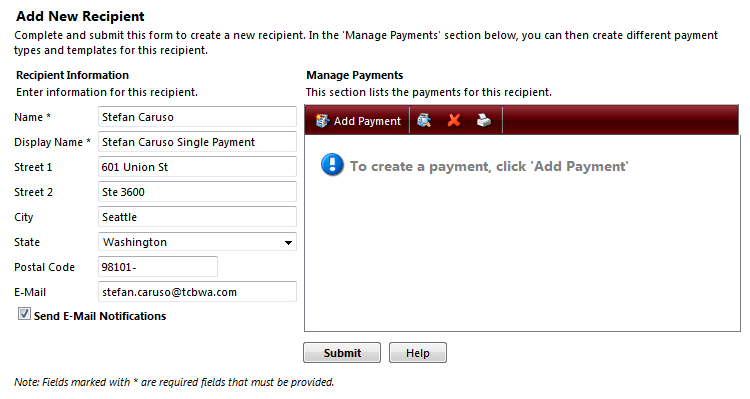 Add New Recipient
Complete and submit this form to create a new recipient. In the 'Manage Payments' section below, you can then create different payment
types and templates for this recipient.
Recipient Information
Enter information for this recipient.
Name * Stefan Caruso
Display Name * Stefan Caruso Single Payment
Street 1 601 Union St
Street 2 Ste 3600
City Seattle
State Washington
Postal Code 98101-
E-Mail stefan.caruso@tcbwa.com
Send E-Mail Notifications
Manage Payments
This section lists the payments for this recipient.
Add Payment
To create a payment, click 'Add Payment'
Submit Help
Note: Fields marked with * are required fields that must be provided.